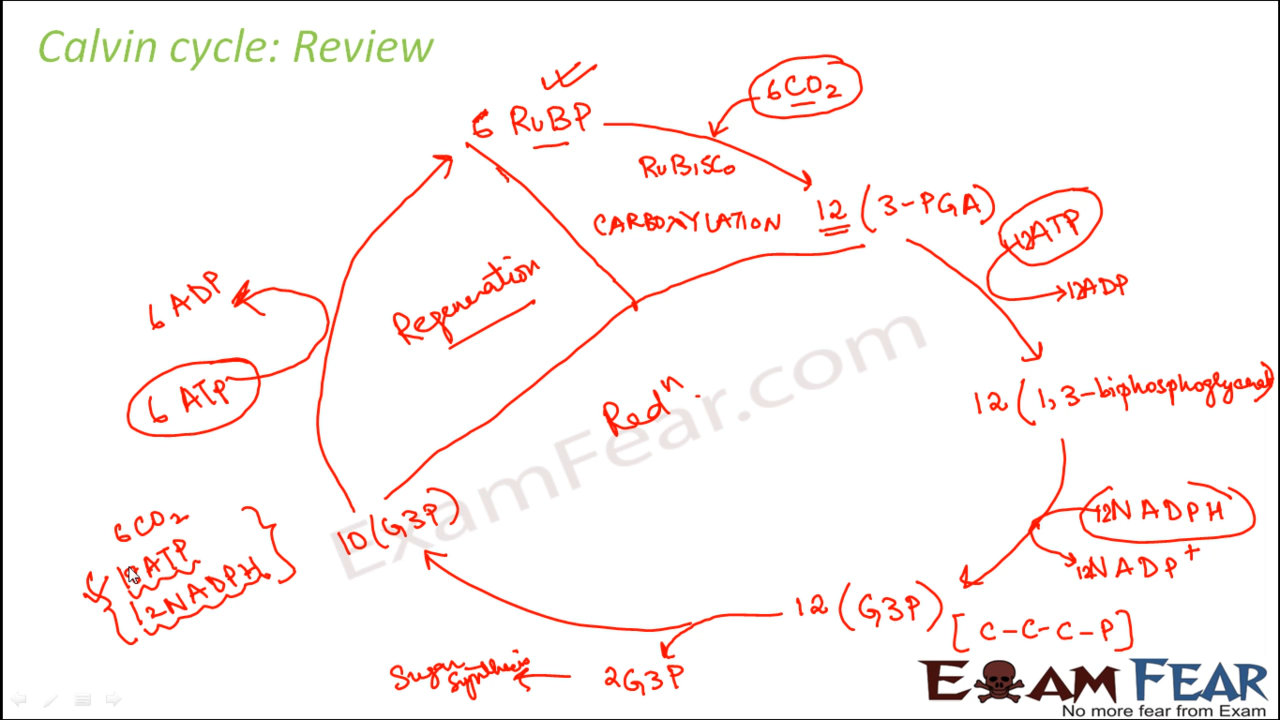 Calvin cycle: Review
6 RuBP
6CO2
RuBisCo
CARBOXYLATION
12 (3-PGA)
12ATP
12ADP
12 (1,3-biphosphoglycerate)
12NADPH
12NADP+
12 (G3P)
[C-C-C-P]
2G3P
Sugar
Synthesis
10(G3P)
6 ATP
6 ADP
Regeneration
Redn.
6CO2
ATP
12NADPH
ExamFear.com
EXAM FEAR
No more fear from Exam